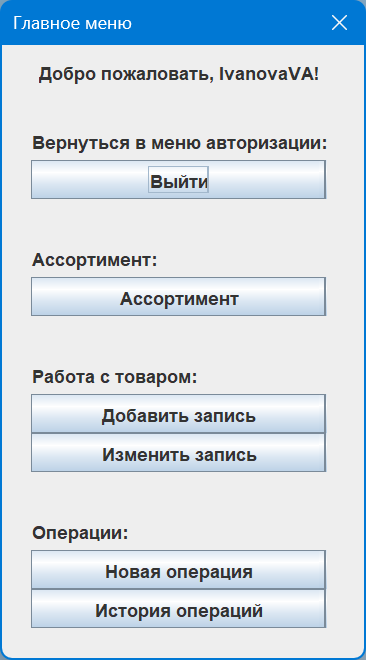 Главное меню
Добро пожаловать, IvanovaVA!
Вернуться в меню авторизации:
Выйти
Ассортимент:
Ассортимент
Работа с товаром:
Добавить запись
Изменить запись
Операции:
Новая операция
История операций